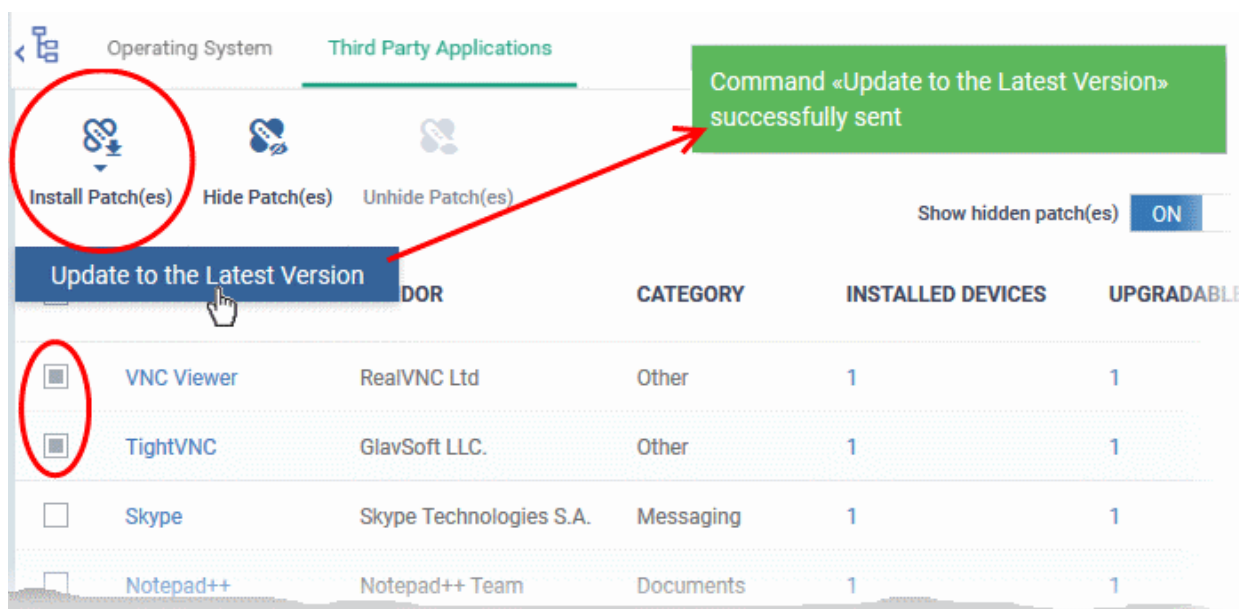 Operating System Third Party Applications
Command «Update to the Latest Version»
successfully sent
Install Patch(es) Hide Patch(es) Unhide Patch(es)
Show hidden patch(es) ON
Update to the Latest Version
CATEGORY INSTALLED DEVICES
VNC Viewer RealVNC Ltd Other 1 1
TightVNC GlavSoft LLC. Other 1 1
Skype Skype Technologies S.A. Messaging 1 1
Notepad++ Notepad++ Team Documents 1 1